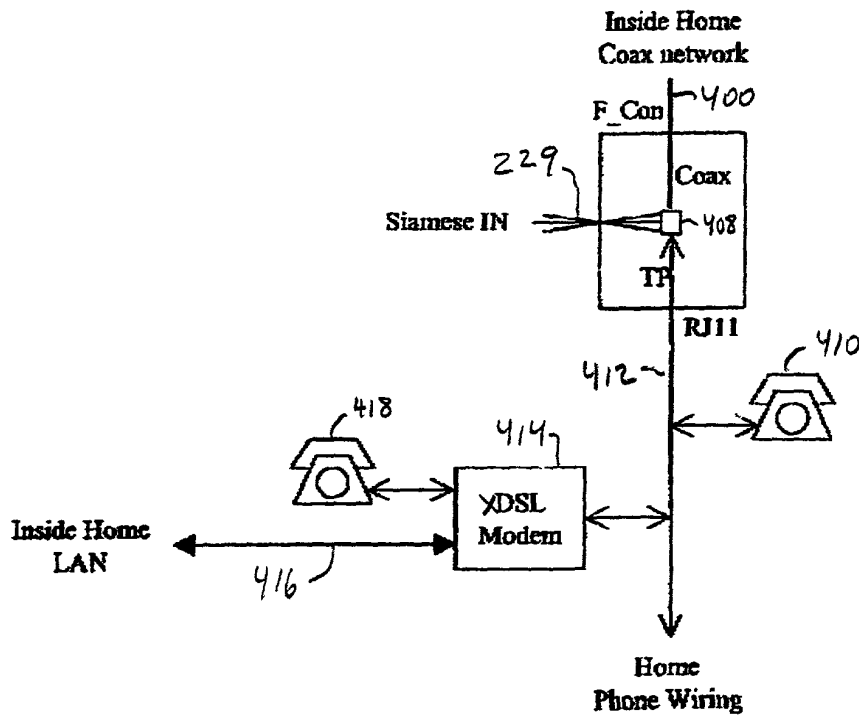 Inside Home
Coax network
400
F_Con
229
Coax
Siamese IN
408
TP
RJ11
410
412
418
414
XDSL
Modem
Inside Home
LAN
416
Home
Phone Wiring